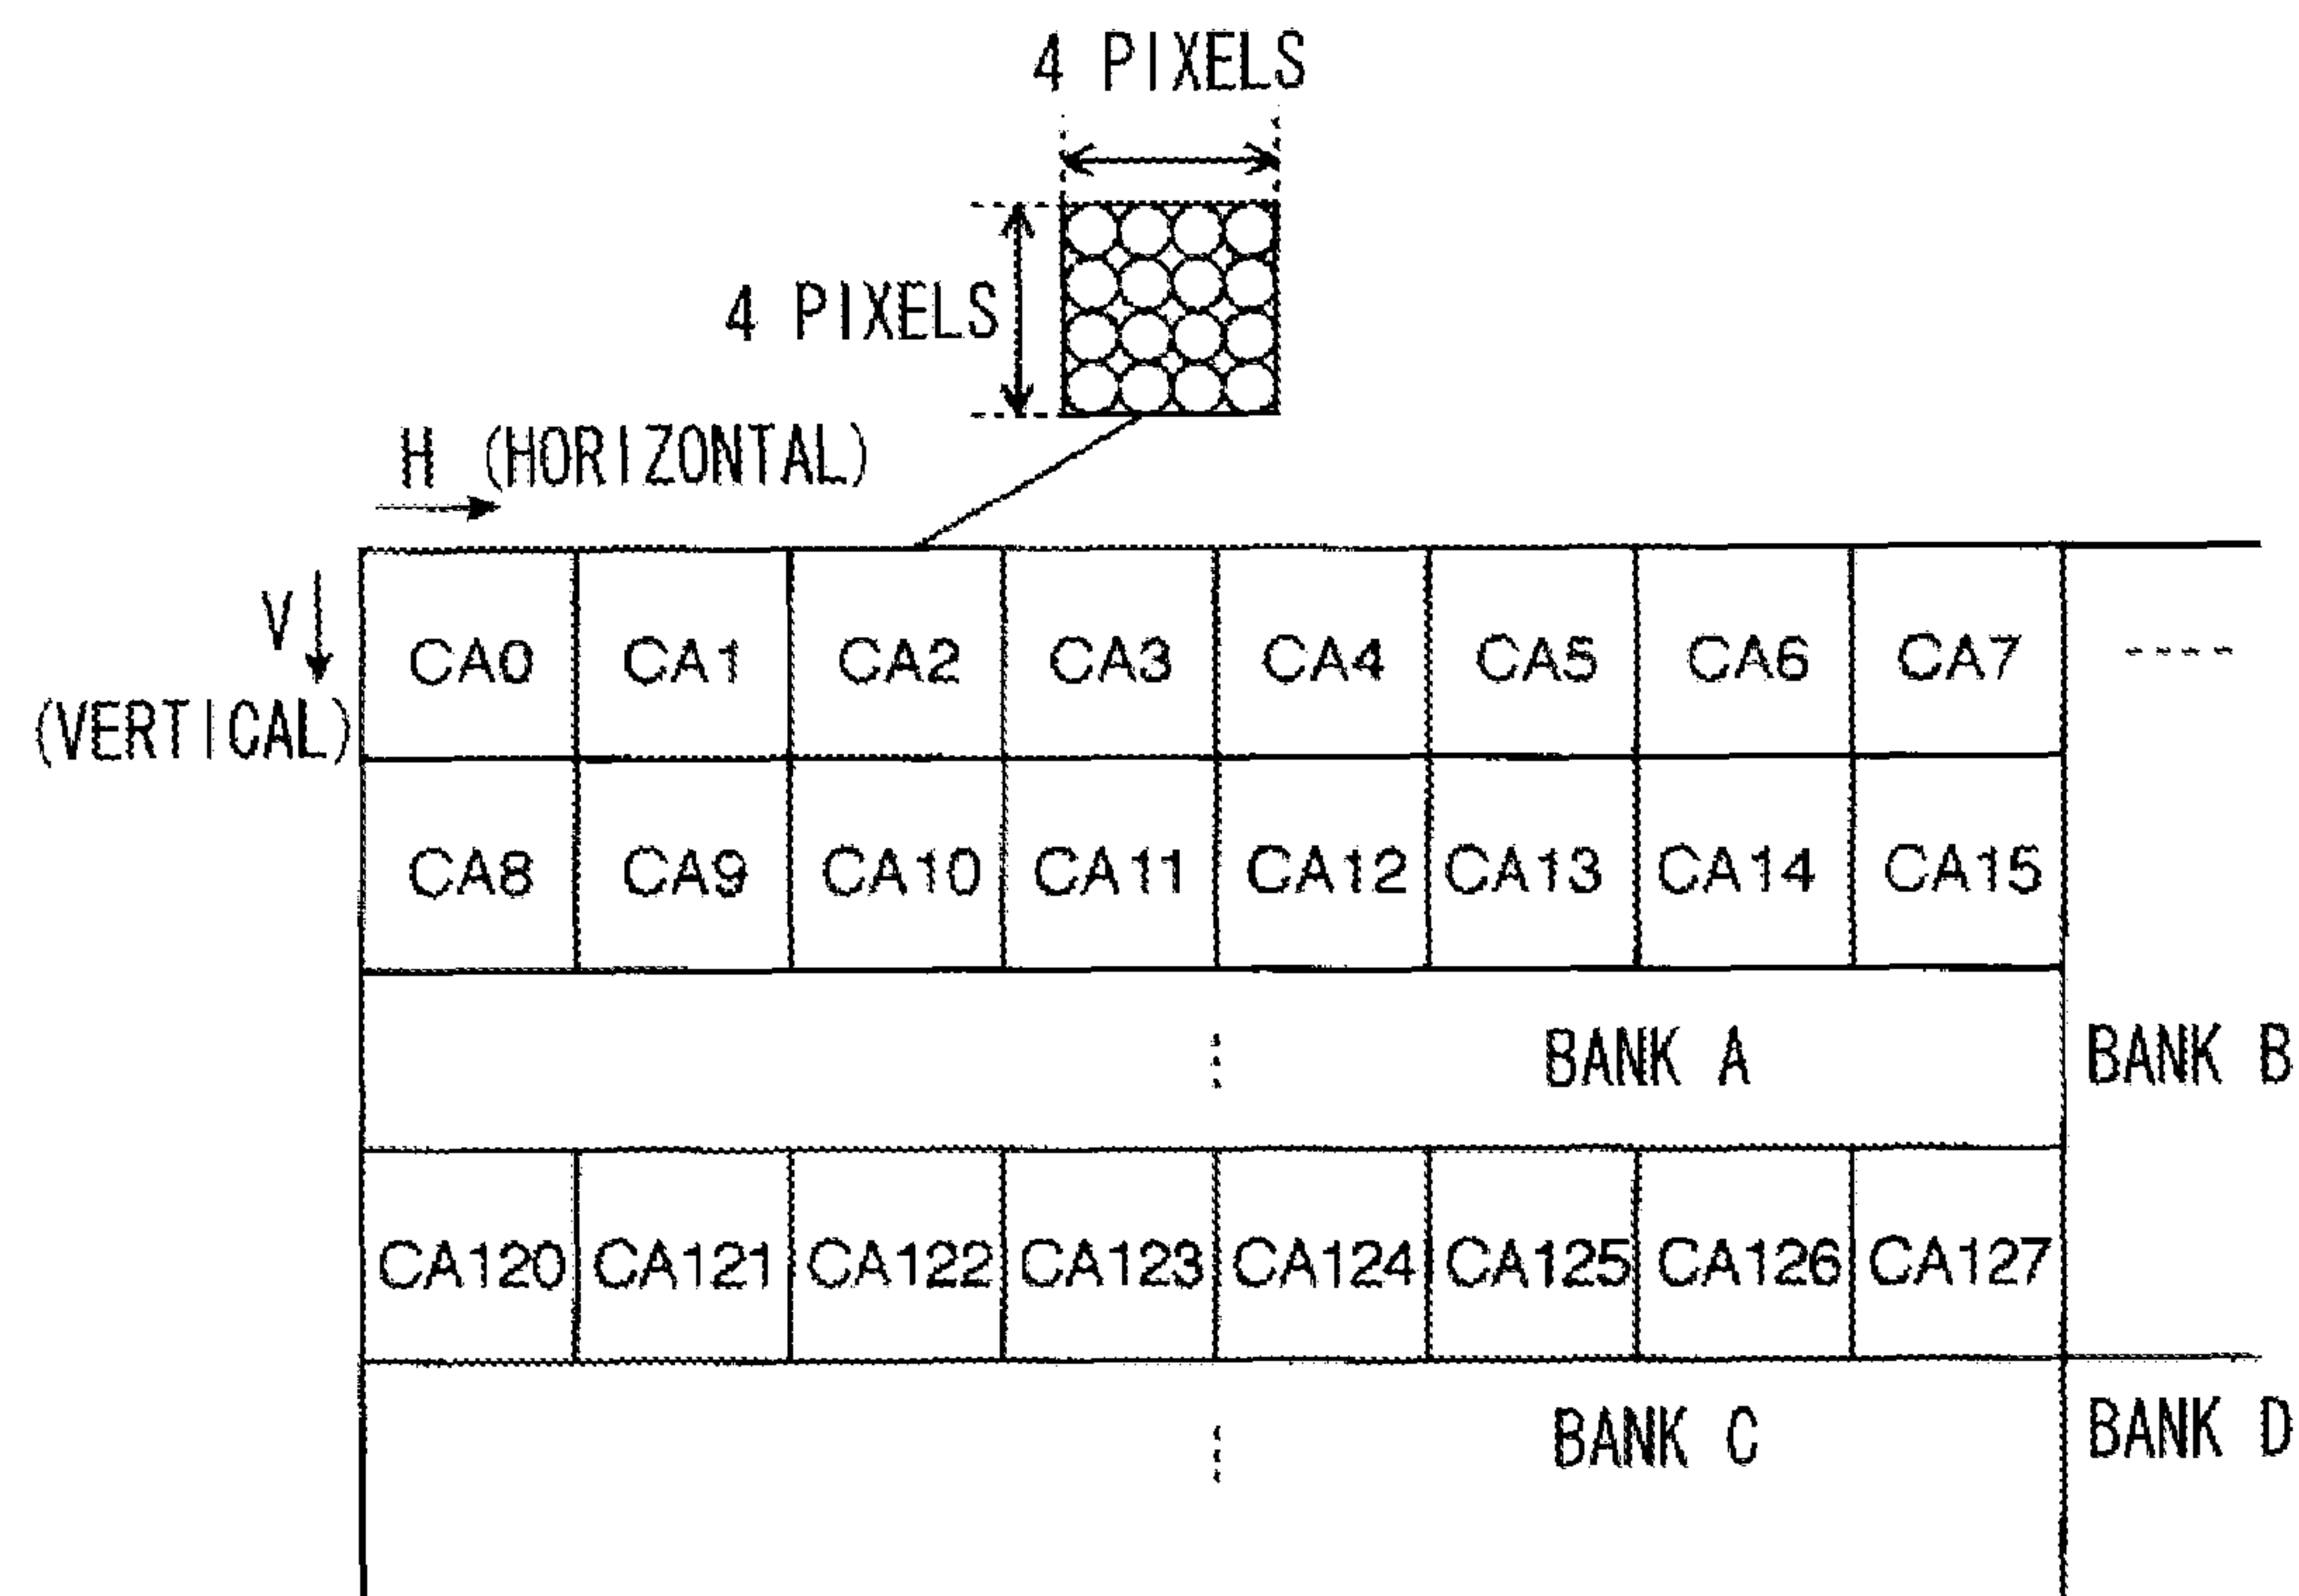 4 PIXELS
4 PIXELS
H (HORIZONTAL)
V
(VERTICAL)
CA0 CA1 CA2 CA3 CA4 CA5 CA6 CA7 ----
CA8 CA9 CA10 CA11 CA12 CA13 CA14 CA15
BANK A BANK B
CA120 CA121 CA122 CA123 CA124 CA125 CA126 CA127
BANK C BANK D